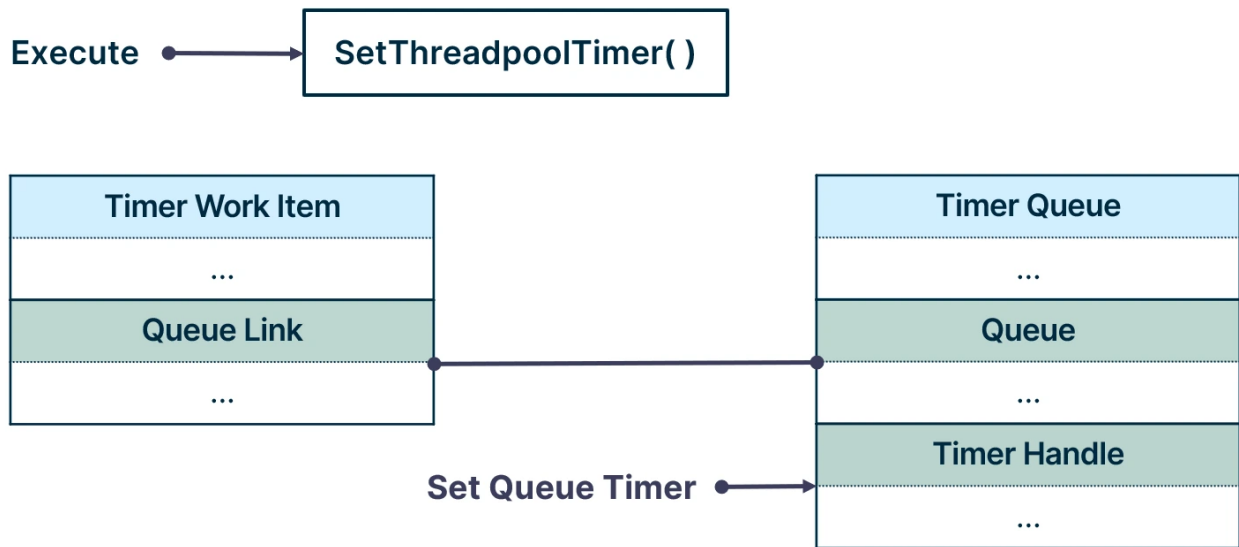 Execute
SetThreadpoolTimer( )
Timer Work Item
...
Queue Link
...
Timer Queue
...
Queue
...
Timer Handle
...
Set Queue Timer